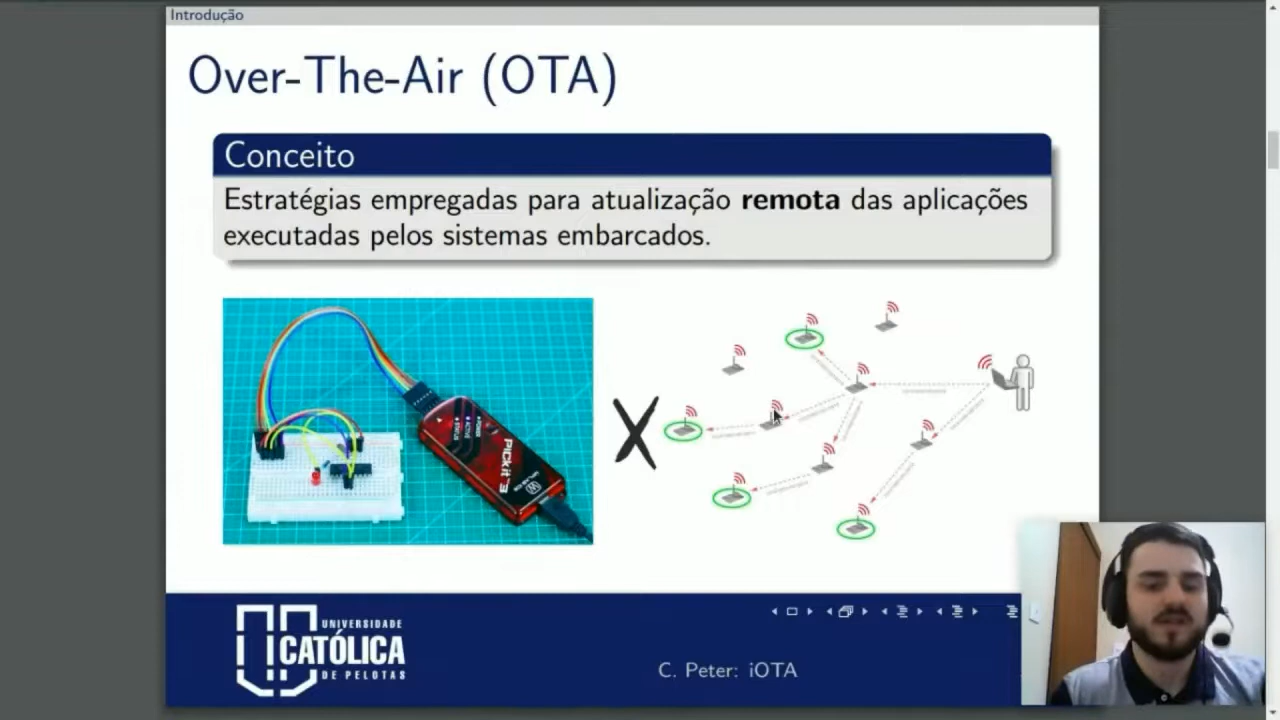 Introdução
Over-The-Air (OTA)
Conceito
Estratégias empregadas para atualização remota das aplicações
executadas pelos sistemas embarcados.
PICkit™3
X
UNIVERSIDADE
CATÓLICA
DE PELOTAS
C. Peter: iOTA